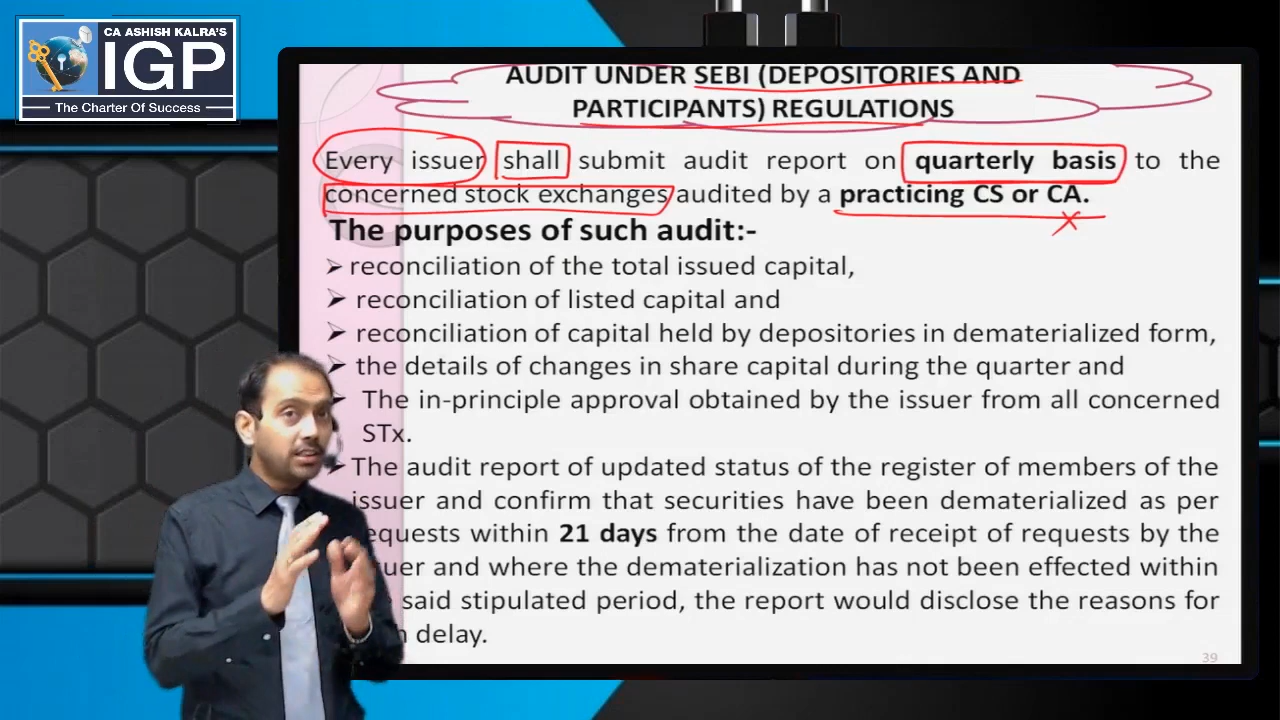 CA ASHISH KALRA'S
IGP
The Charter Of Success
AUDIT UNDER SEBI (DEPOSITORIES AND
PARTICIPANTS) REGULATIONS
Every issuer shall submit audit report on quarterly basis to the
concerned stock exchanges audited by a practicing CS or CA.
The purposes of such audit:-
➢ reconciliation of the total issued capital,
➢ reconciliation of listed capital and
➢ reconciliation of capital held by depositories in dematerialized form,
➢ the details of changes in share capital during the quarter and
➢ The in-principle approval obtained by the issuer from all concerned
STx.
➢ The audit report of updated status of the register of members of the
issuer and confirm that securities have been dematerialized as per
requests within 21 days from the date of receipt of requests by the
and where the dematerialization has not been effected within
said stipulated period, the report would disclose the reasons for
delay.
39